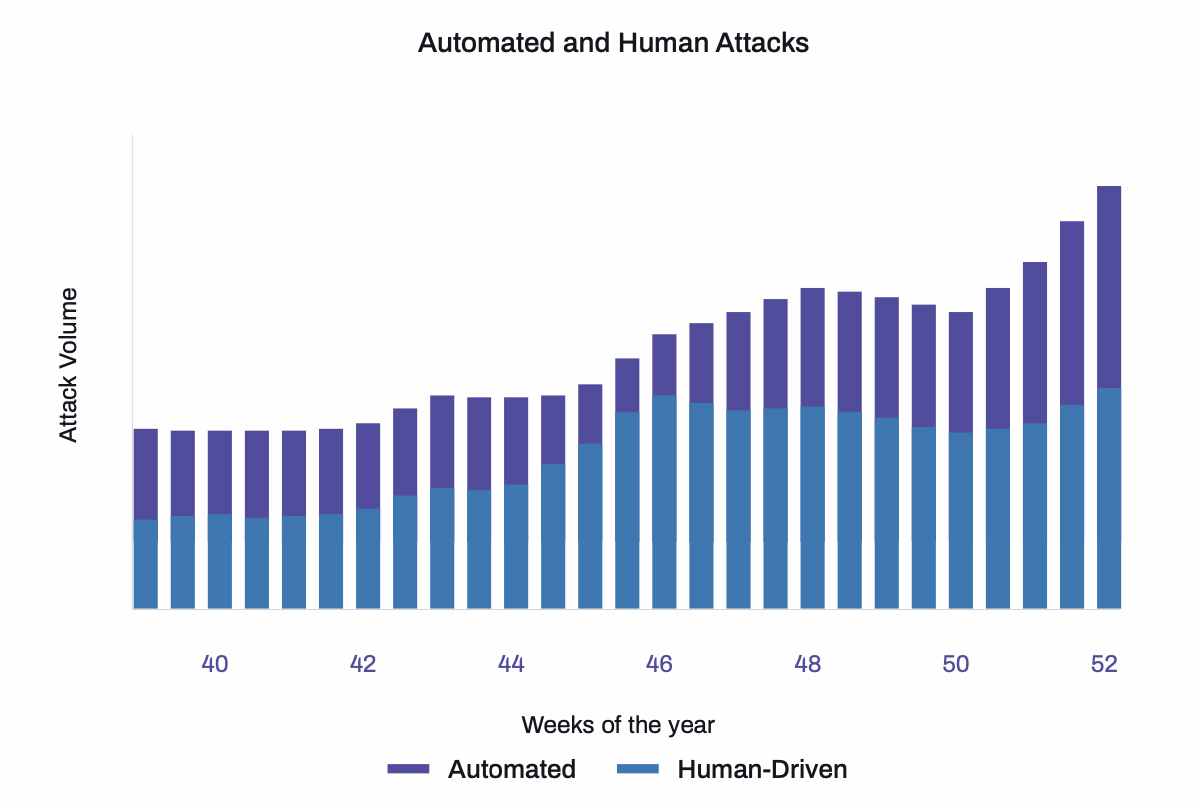 Automated and Human Attacks
Attack Volume
40 42 44 46 48 50 52
Weeks of the year
Automated Human-Driven